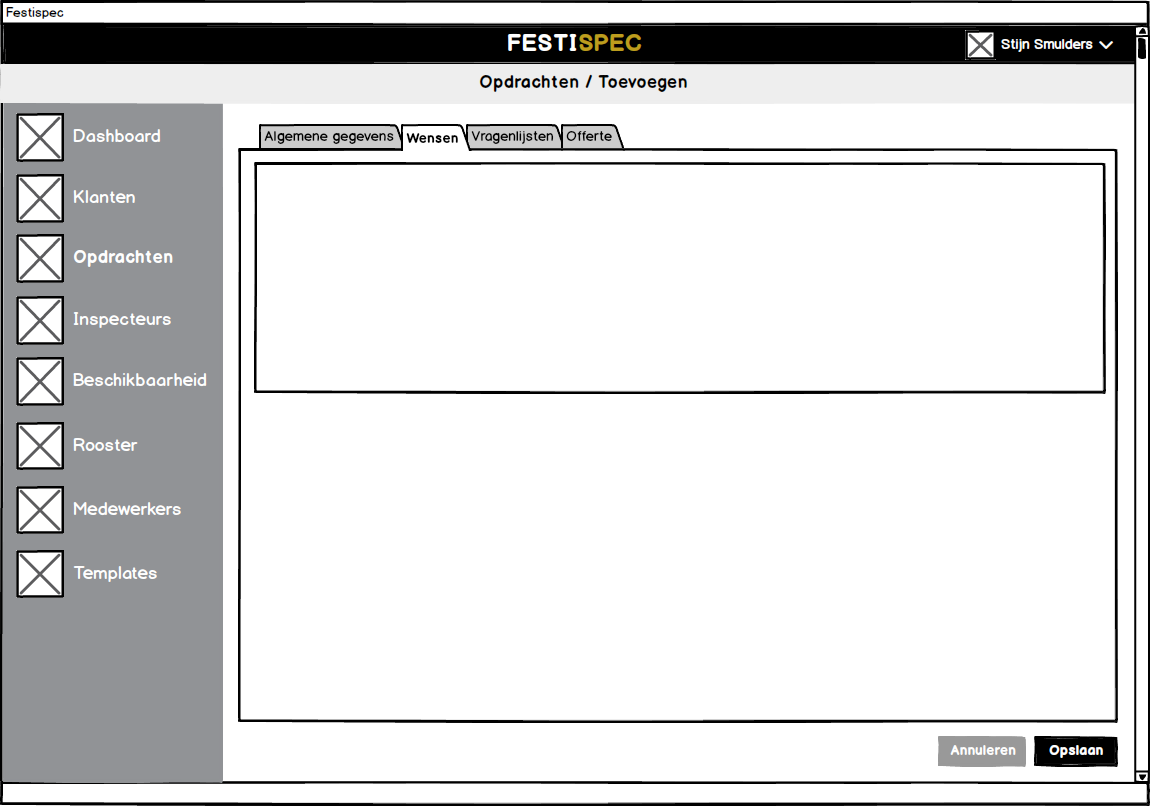 Festispec
FESTISPEC
Stijn Smulders
Opdrachten / Toevoegen
Dashboard
Klanten
Opdrachten
Inspecteurs
Beschikbaarheid
Rooster
Medewerkers
Templates
Algemene gegevens Wensen Vragenlijsten Offerte
Annuleren Opslaan